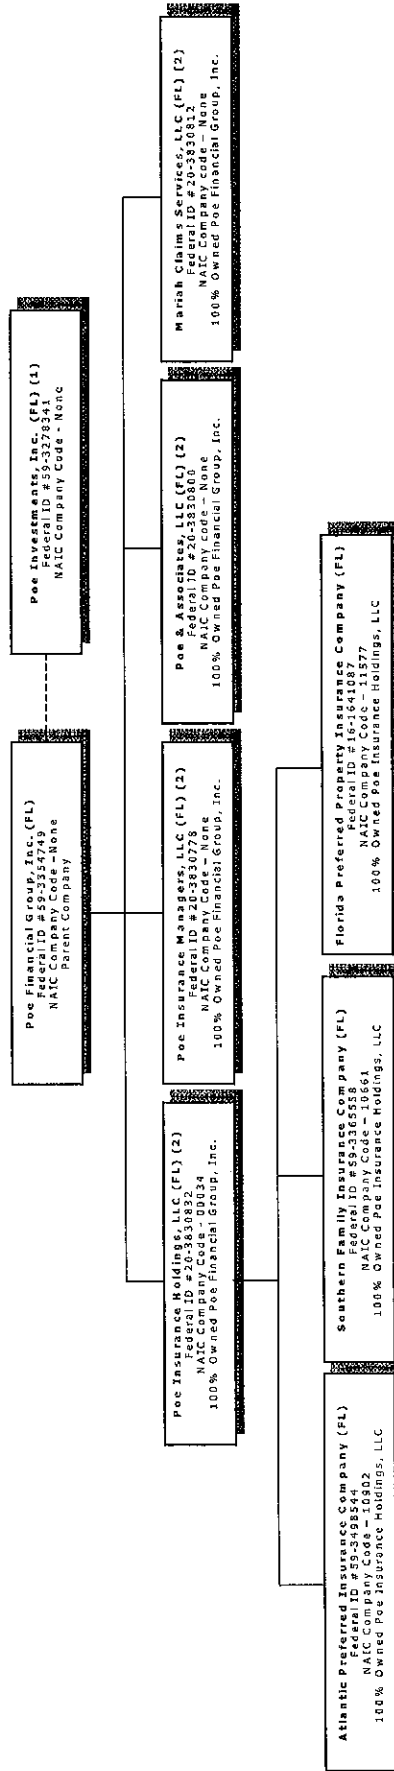 Poe Financial Group, Inc. (FL)
Federal ID # 59-3354749
NAIC Company Code -None
Parent Company
Poe Investments, Inc. (FL) (1)
Federal ID # 59-3278341
NAIC Company Code - None
Poe Insurance Holdings, LLC (FL) (2)
Federal ID # 20-3830832
NAIC Company Code - 00034
100% Owned Poe Financial Group, Inc.
Poe Insurance Managers, LLC (FL) (2)
Federal ID # 20-3830778
NAIC Company Code - None
100% Owned Poe Financial Group, Inc.
Poe & Associates, LLC (FL) (2)
Federal ID # 20-3830800
NAIC Company code - None
100% Owned Poe Financial Group, Inc.
Mariah Claims Services, LLC (FL) (2)
Federal ID # 20-3830812
NAIC Company code - None
100% Owned Poe Financial Group, Inc.
Atlantic Preferred Insurance Company (FL)
Federal ID # 59-3498544
NAIC Company Code - 10902
100% Owned Poe Insurance Holdings, LLC
Southern Family Insurance Company (FL)
Federal ID # 59-3365558
NAIC Company Code - 10661
100% Owned Poe Insurance Holdings, LLC
Florida Preferred Property Insurance Company (FL)
Federal ID # 16-1641087
NAIC Company Code - 11577
100% Owned Poe Insurance Holdings, LLC